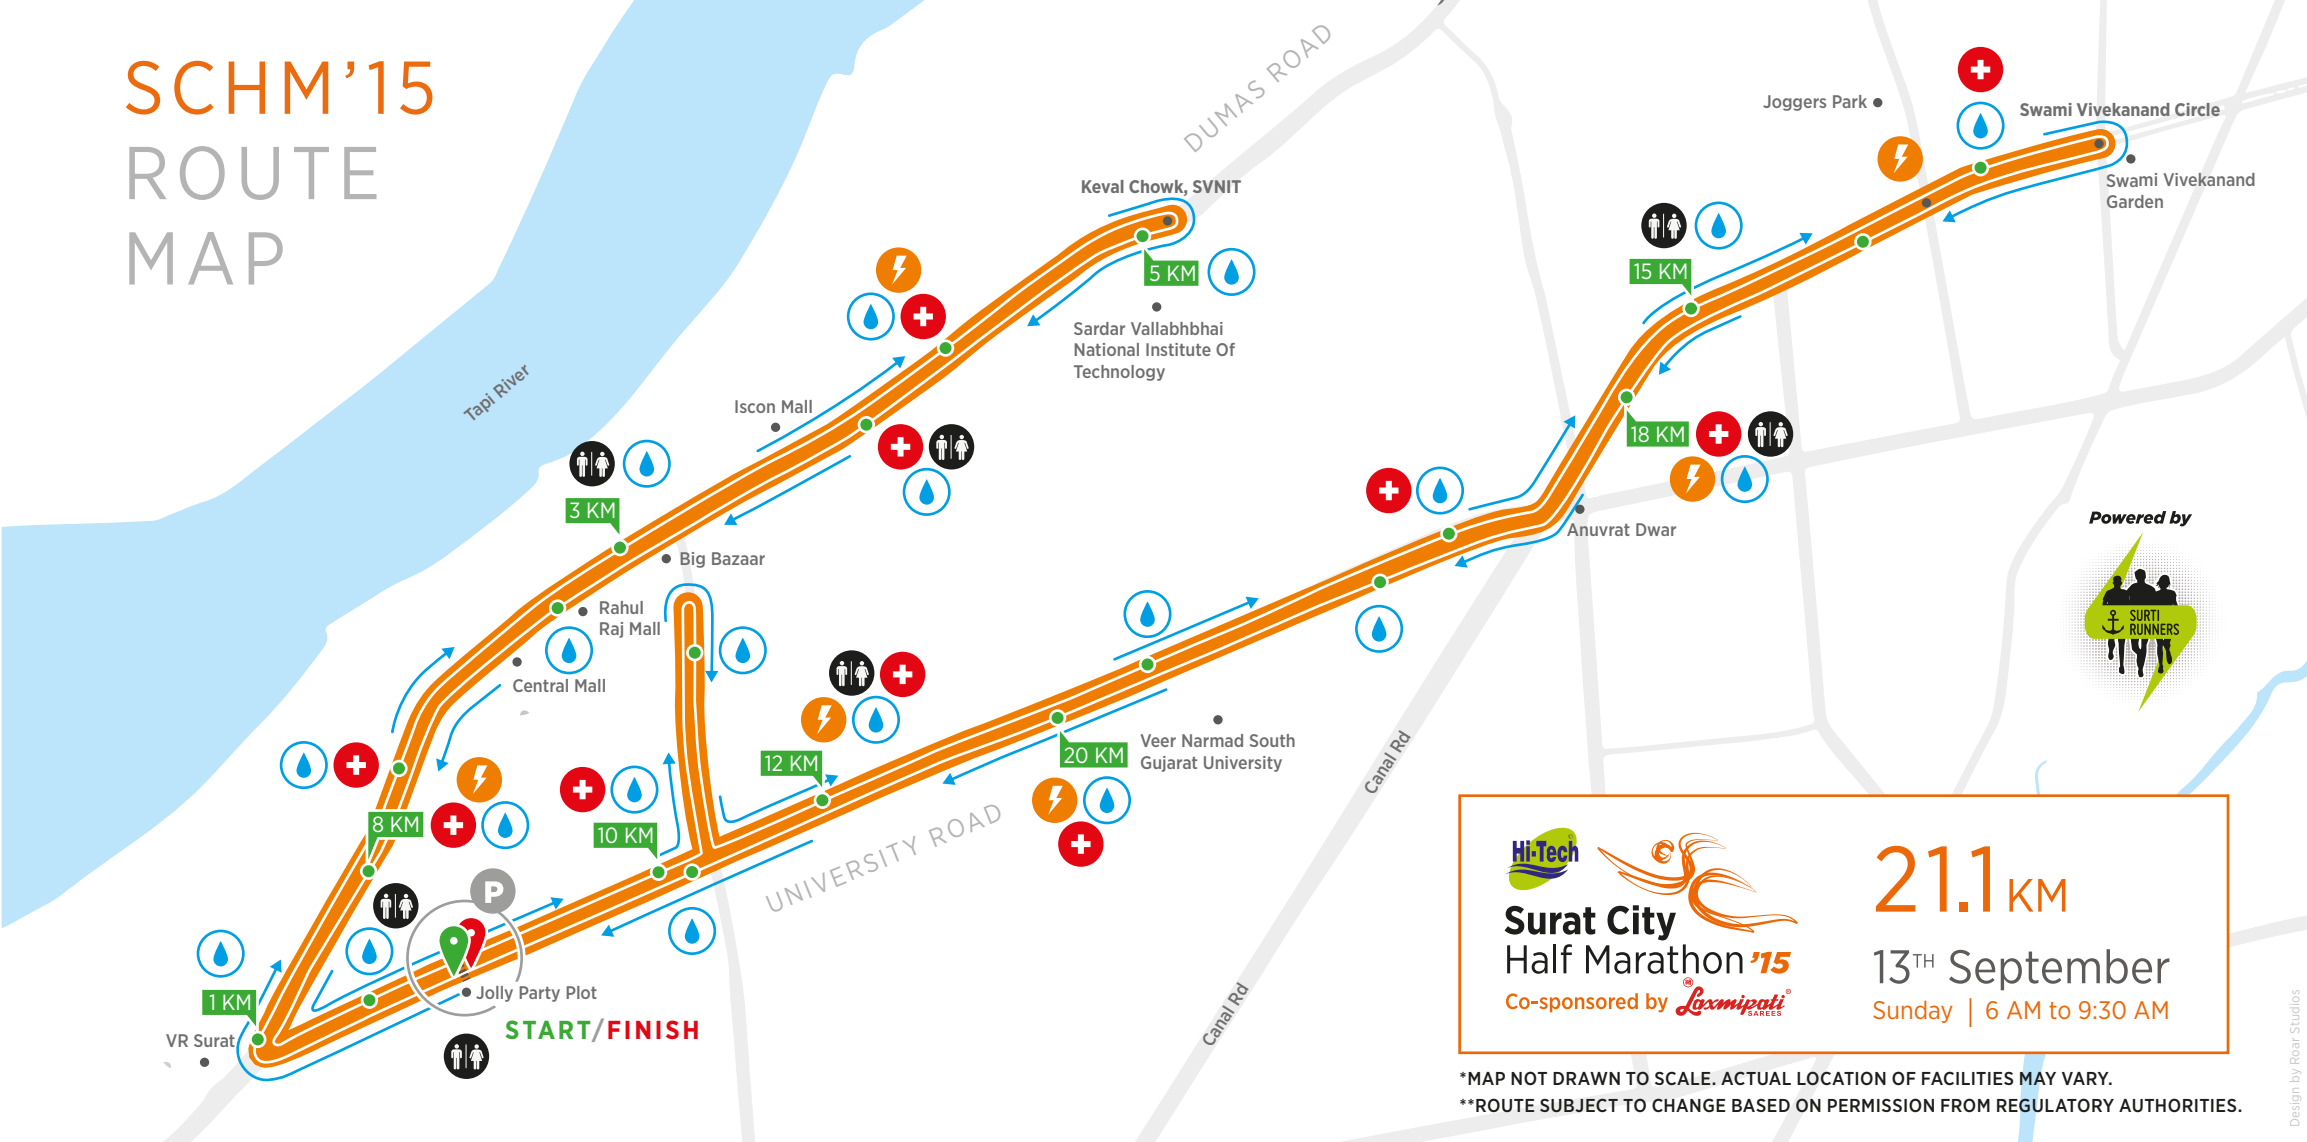 SCHM’15
ROUTE
MAP
DUMAS ROAD
Joggers Park
Swami Vivekanand Circle
Swami Vivekanand
Garden
Keval Chowk, SVNIT
5 KM
15 KM
Sardar Vallabhbhai
National Institute Of
Technology
Tapi River
Iscon Mall
3 KM
18 KM
Anuvrat Dwar
Big Bazaar
Rahul
Raj Mall
Central Mall
Powered by
SURTI
RUNNERS
12 KM
20 KM
Veer Narmad South
Gujarat University
Canal Rd
8 KM
10 KM
UNIVERSITY ROAD
P
1 KM
Jolly Party Plot
START/FINISH
VR Surat
Canal Rd
Hi-Tech
Surat City
Half Marathon ’15
Co-sponsored by Laxmipati
SAREES
21.1 KM
13TH September
Sunday | 6 AM to 9:30 AM
*MAP NOT DRAWN TO SCALE. ACTUAL LOCATION OF FACILITIES MAY VARY.
**ROUTE SUBJECT TO CHANGE BASED ON PERMISSION FROM REGULATORY AUTHORITIES.
Design by Roar Studios